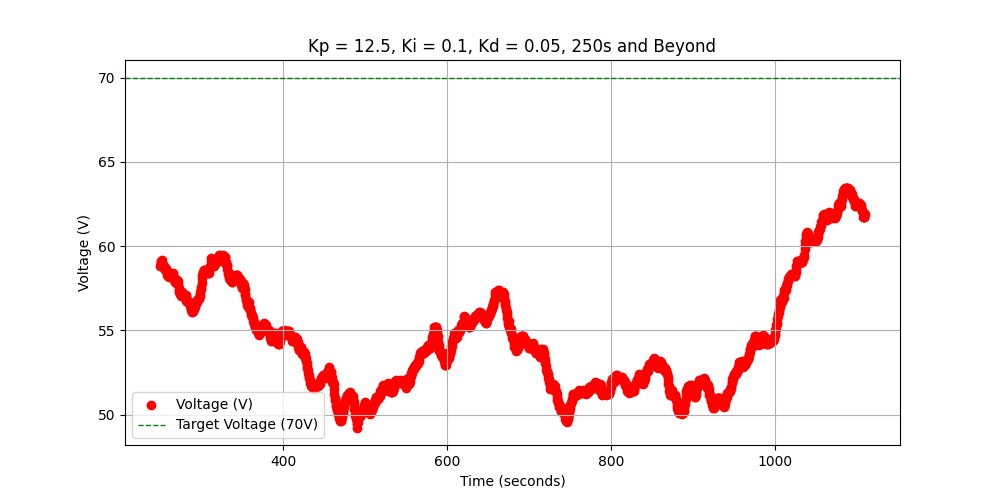 Kp = 12.5, Ki = 0.1, Kd = 0.05, 250s and Beyond
70
65
60
55
50
Voltage (V)
Voltage (V)
Target Voltage (70V)
400
600
800
1000
Time (seconds)